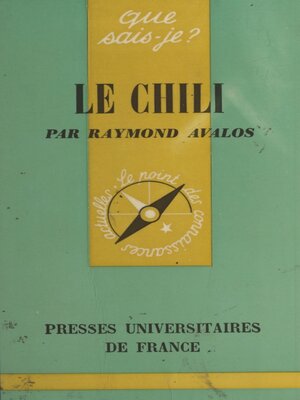 que
sais-je?
LE CHILI
PAR RAYMOND AVALOS
Le point des connaissances actuelles
PRESSES UNIVERSITAIRES
DE FRANCE